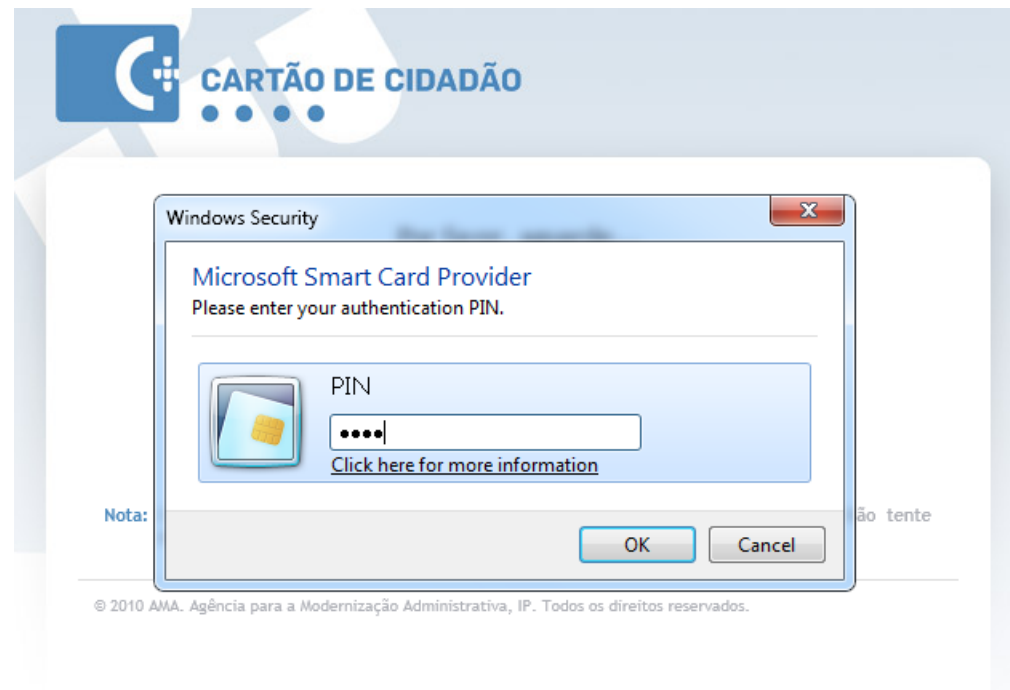 CARTÃO DE CIDADÃO
Windows Security
Microsoft Smart Card Provider
Please enter your authentication PIN.
PIN
••••
Click here for more information
Nota:
ão tente
OK
Cancel
© 2010 AMA. Agência para a Modernização Administrativa, IP. Todos os direitos reservados.